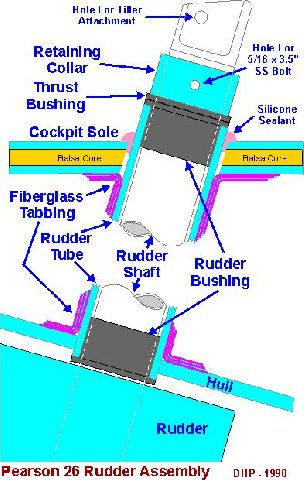 Hole For Tiller
Attachment
Retaining
Collar
Hole For
5/16 x 3.5"
SS Bolt
Thrust
Bushing
Silicone
Sealant
Cockpit Sole
Balsa Core
Balsa Core
Fiberglass
Tabbing
Rudder
Tube
Rudder
Shaft
Rudder
Bushing
Hull
Rudder
Pearson 26 Rudder Assembly
DIIP - 1990